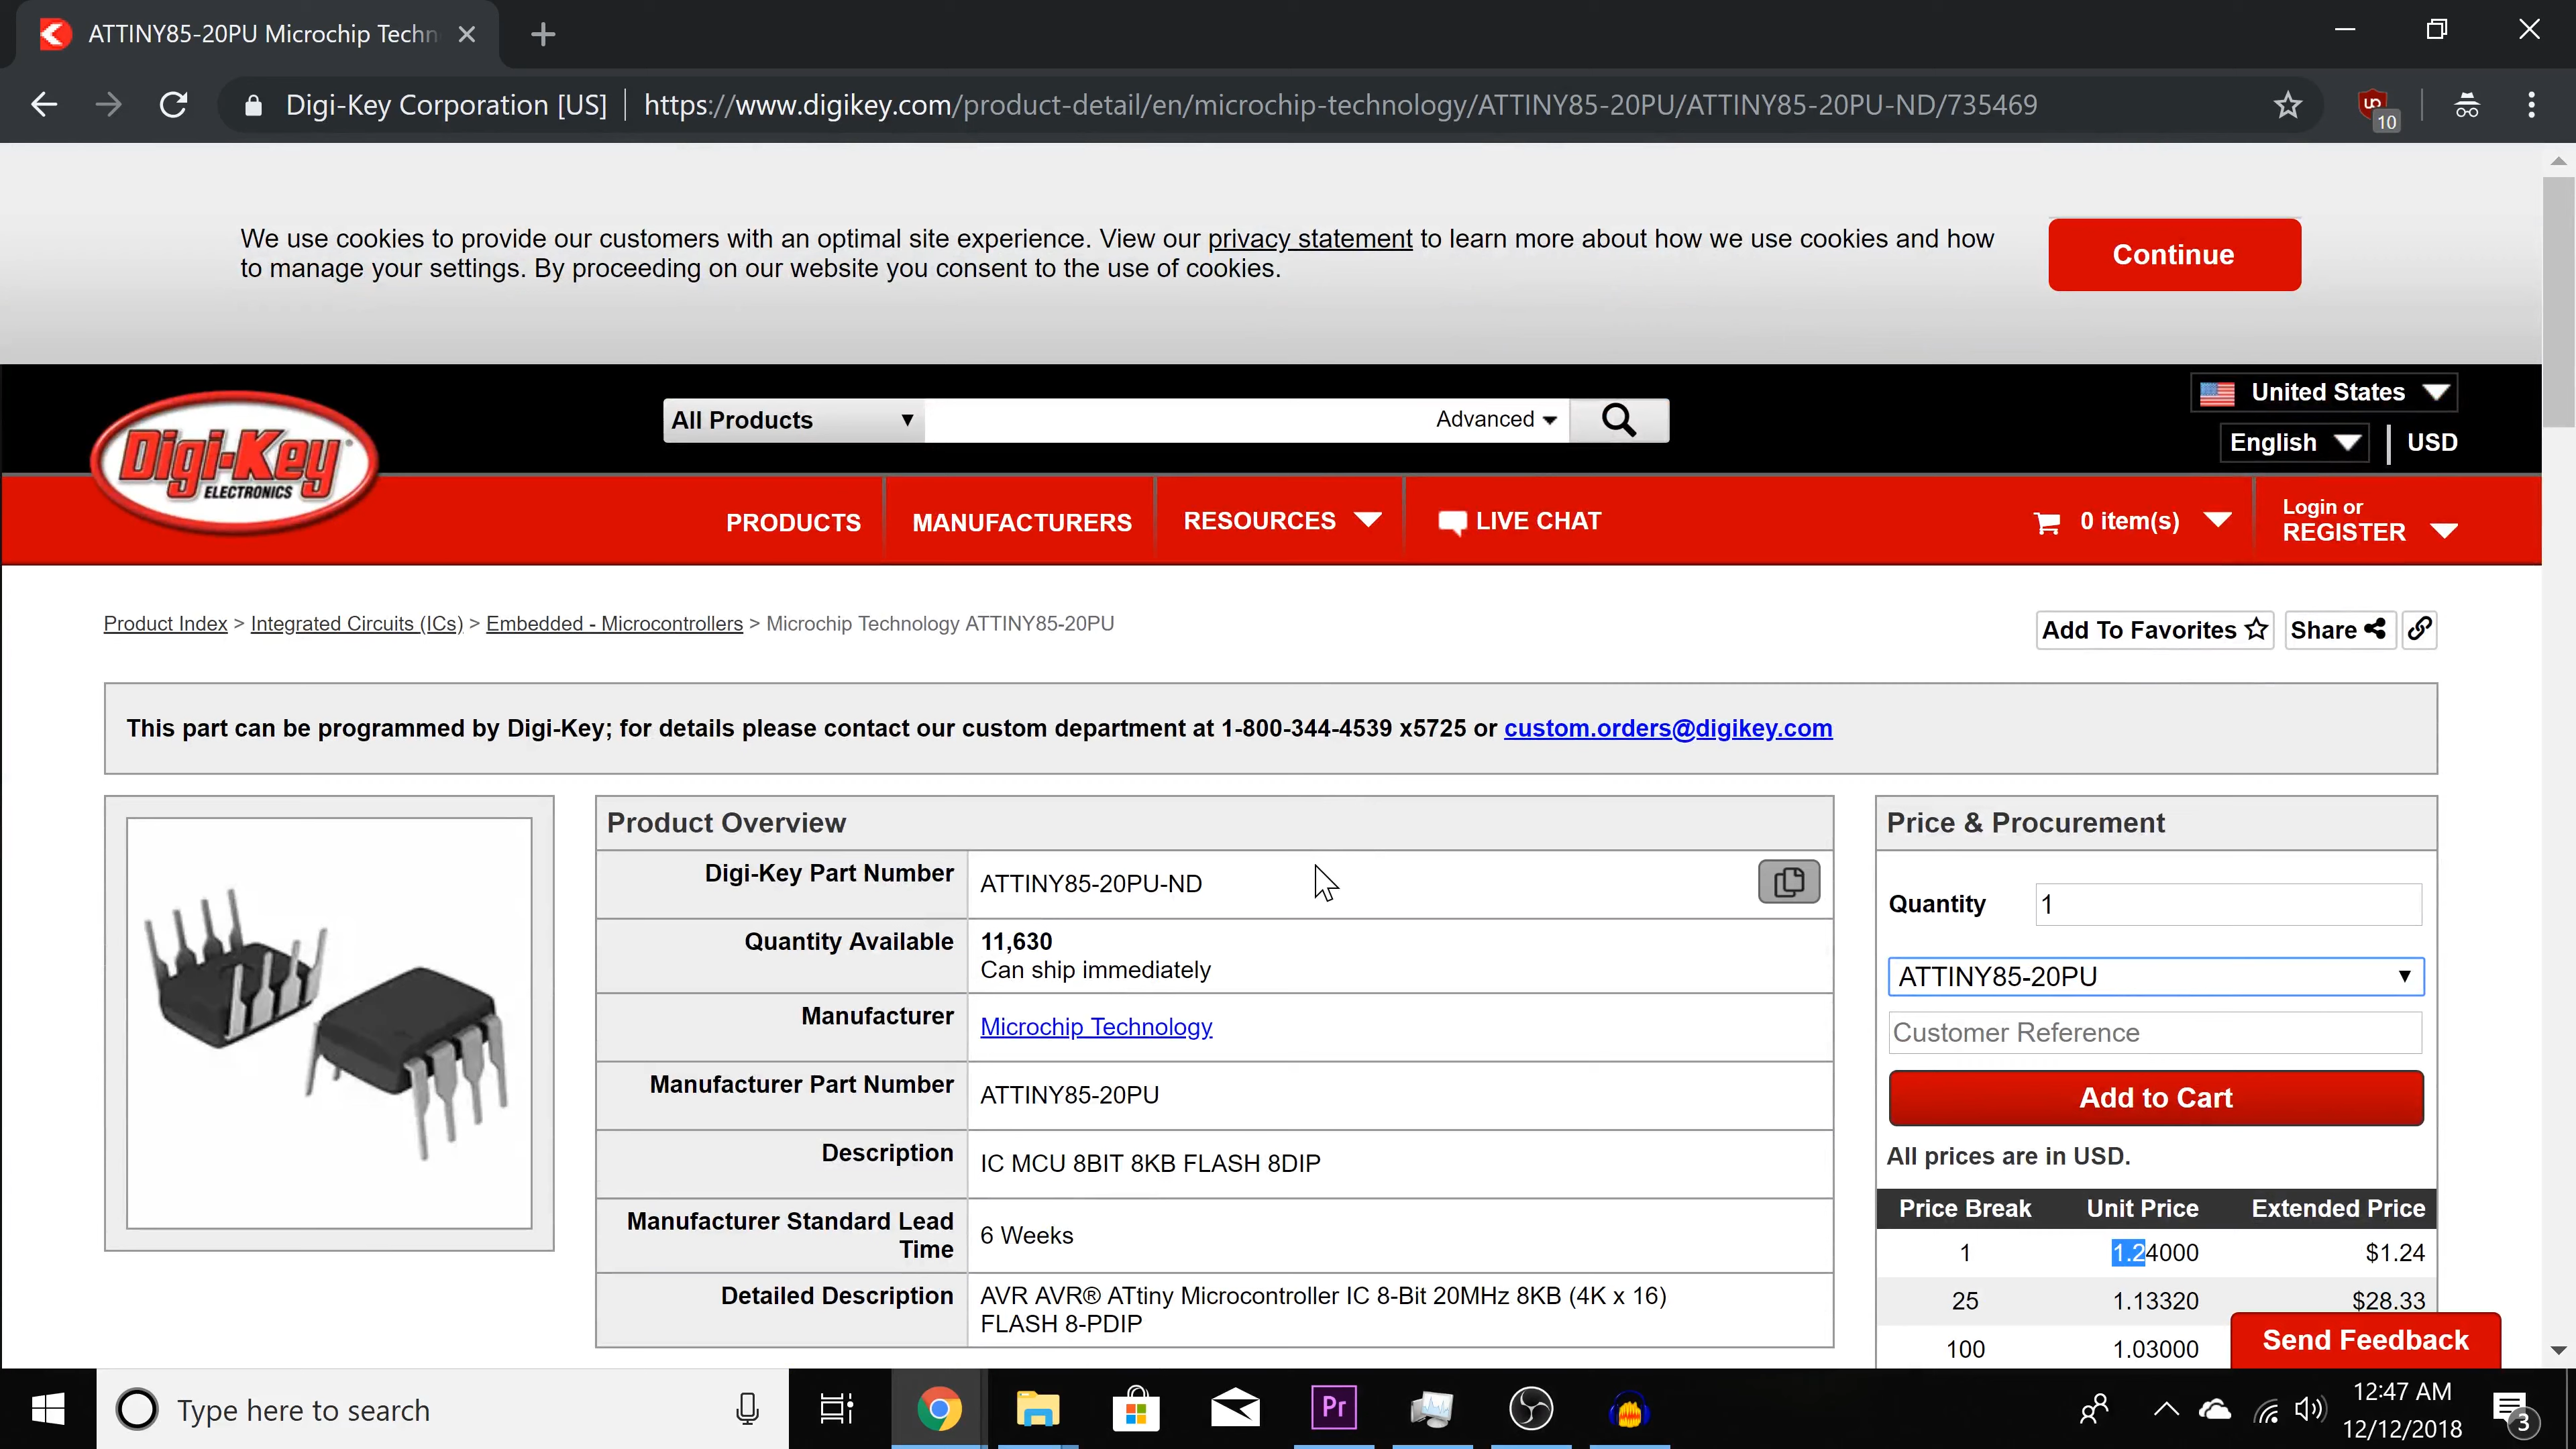 ATTINY85-20PU Microchip Techn
Digi-Key Corporation [US] https://www.digikey.com/product-detail/en/microchip-technology/ATTINY85-20PU/ATTINY85-20PU-ND/735469
10
We use cookies to provide our customers with an optimal site experience. View our privacy statement to learn more about how we use cookies and how
to manage your settings. By proceeding on our website you consent to the use of cookies.
Continue
Digi-Key
ELECTRONICS
All Products
Advanced
United States
English USD
PRODUCTS MANUFACTURERS RESOURCES LIVE CHAT
0 item(s)
Login or
REGISTER
Product Index > Integrated Circuits (ICs) > Embedded - Microcontrollers > Microchip Technology ATTINY85-20PU
Add To Favorites Share
This part can be programmed by Digi-Key; for details please contact our custom department at 1-800-344-4539 x5725 or custom.orders@digikey.com
Product Overview
Digi-Key Part Number ATTINY85-20PU-ND
Quantity Available 11,630
Can ship immediately
Manufacturer Microchip Technology
Manufacturer Part Number ATTINY85-20PU
Description IC MCU 8BIT 8KB FLASH 8DIP
Manufacturer Standard Lead
Time
6 Weeks
Detailed Description AVR AVR® ATtiny Microcontroller IC 8-Bit 20MHz 8KB (4K x 16)
FLASH 8-PDIP
Price & Procurement
Quantity 1
ATTINY85-20PU
Customer Reference
Add to Cart
All prices are in USD.
Price Break Unit Price Extended Price
1 1.24000 $1.24
25 1.13320 $28.33
100 1.03000
Send Feedback
Type here to search
Pr
12:47 AM
12/12/2018
3